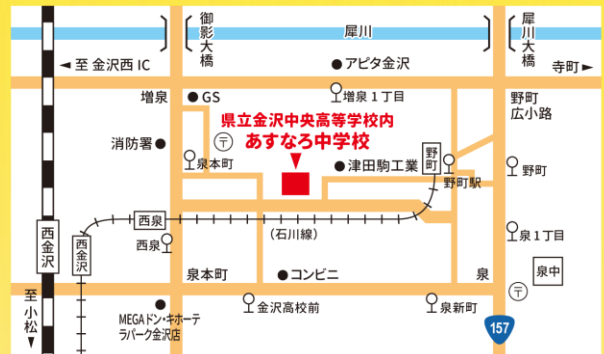 御影大橋
犀川
犀川大橋
◄ 至 金沢西 IC
●アピタ金沢
寺町►
増泉
●GS
増泉 1 丁目
野町
広小路
県立金沢中央高等学校内
あすなろ中学校
〒
消防署●
泉本町
●津田駒工業
野町
野町駅
野町
西金沢
西金沢
西泉
西泉
(石川線)
泉1丁目
泉中
〒
泉本町
●コンビニ
泉
至小松►
MEGAドン・キホーテ
ラパーク金沢店
金沢高校前
泉新町
157